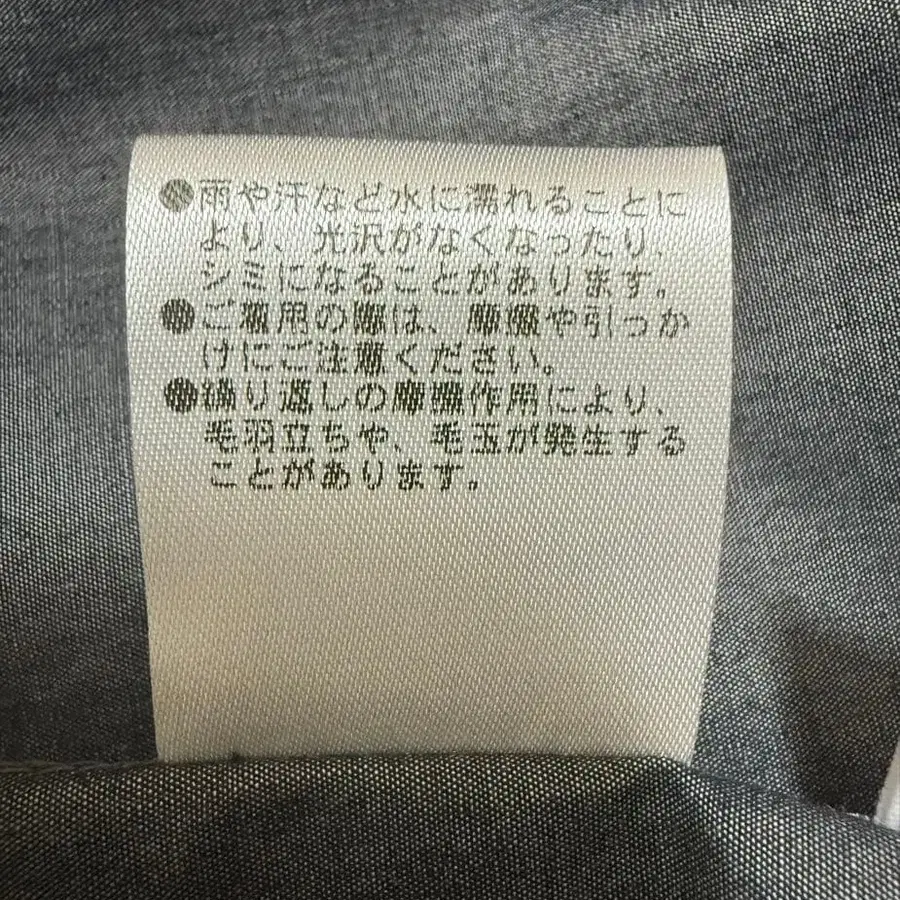 ●雨や汗など水に濡れることに
より、光沢がなくなったり、
シミになることがあります。
●ご着用の際は、摩擦や引っか
けにご注意ください。
●繰り返しの摩擦作用により、
毛羽立ちや、毛玉が発生する
ことがあります。